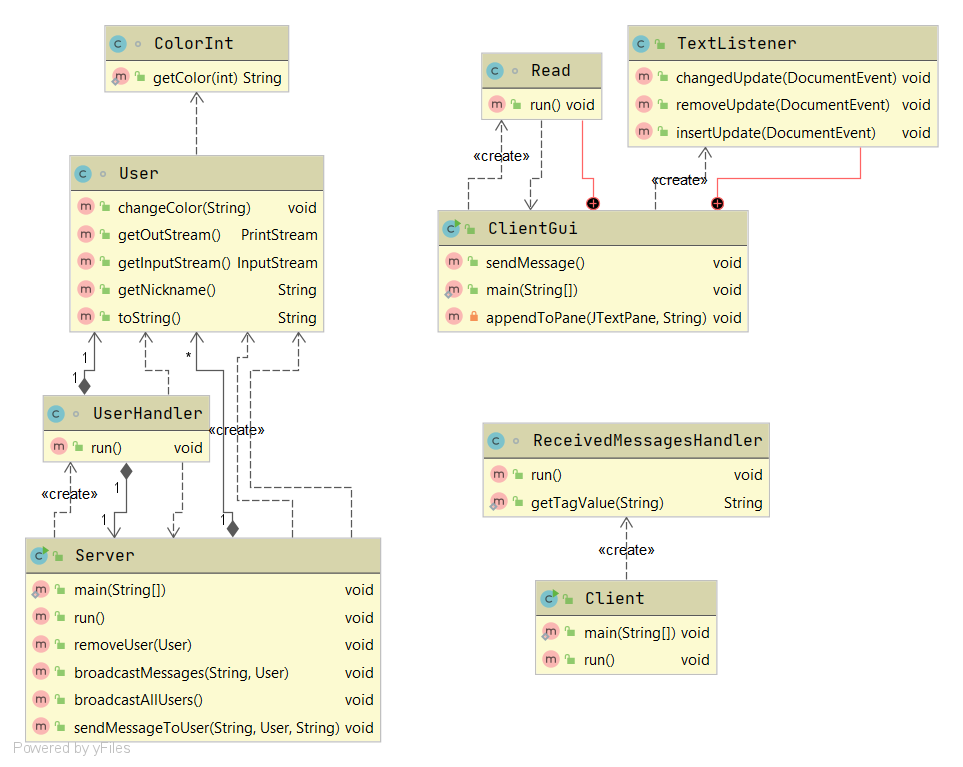 C ColorInt
m getColor(int) String
C User
m changeColor(String) void
m getOutStream() PrintStream
m getInputStream() InputStream
m getNickname() String
m toString() String
1
1
*
C UserHandler
m run() void
«create»
«create»
1
1
1
C Server
m main(String[]) void
m run() void
m removeUser(User) void
m broadcastMessages(String, User) void
m broadcastAllUsers() void
m sendMessageToUser(String, User, String) void
Powered by yFiles
C Read
m run() void
C TextListener
m changedUpdate(DocumentEvent) void
m removeUpdate(DocumentEvent) void
m insertUpdate(DocumentEvent) void
«create»
«create»
C ClientGui
m sendMessage() void
m main(String[]) void
m appendToPane(JTextPane, String) void
C ReceivedMessagesHandler
m run() void
m getTagValue(String) String
«create»
C Client
m main(String[]) void
m run() void